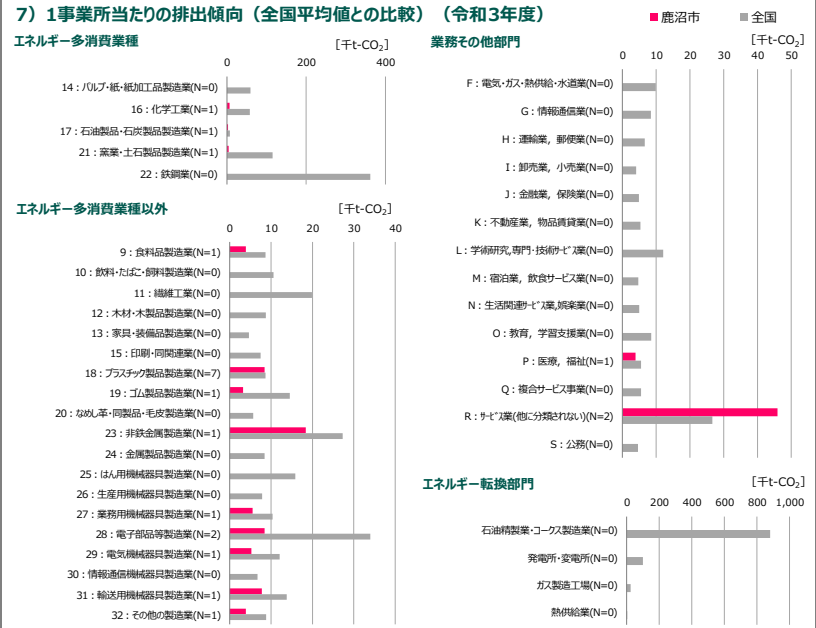 7）1事業所当たりの排出傾向（全国平均値との比較）（令和3年度）
■鹿沼市 ■全国
エネルギー多消費業種
[千t-CO₂]
0 200 400
14：パルプ・紙・紙加工品製造業(N=0)
16：化学工業(N=1)
17：石油製品・石炭製品製造業(N=1)
21：窯業・土石製品製造業(N=1)
22：鉄鋼業(N=0)
エネルギー多消費業種以外
[千t-CO₂]
0 10 20 30 40
9：食料品製造業(N=1)
10：飲料・たばこ・飼料製造業(N=0)
11：繊維工業(N=0)
12：木材・木製品製造業(N=0)
13：家具・装備品製造業(N=0)
15：印刷・同関連業(N=0)
18：プラスチック製品製造業(N=7)
19：ゴム製品製造業(N=1)
20：なめし革・同製品・毛皮製造業(N=0)
23：非鉄金属製造業(N=1)
24：金属製品製造業(N=0)
25：はん用機械器具製造業(N=0)
26：生産用機械器具製造業(N=0)
27：業務用機械器具製造業(N=1)
28：電子部品等製造業(N=2)
29：電気機械器具製造業(N=1)
30：情報通信機械器具製造業(N=0)
31：輸送用機械器具製造業(N=1)
32：その他の製造業(N=1)
業務その他部門
[千t-CO₂]
0 10 20 30 40 50
F：電気・ガス・熱供給・水道業(N=0)
G：情報通信業(N=0)
H：運輸業，郵便業(N=0)
I：卸売業，小売業(N=0)
J：金融業，保険業(N=0)
K：不動産業，物品賃貸業(N=0)
L：学術研究,専門・技術ｻｰﾋﾞｽ業(N=0)
M：宿泊業，飲食サービス業(N=0)
N：生活関連ｻｰﾋﾞｽ業,娯楽業(N=0)
O：教育，学習支援業(N=0)
P：医療，福祉(N=1)
Q：複合サービス事業(N=0)
R：ｻｰﾋﾞｽ業(他に分類されない)(N=2)
S：公務(N=0)
エネルギー転換部門
[千t-CO₂]
0 200 400 600 800 1,000
石油精製業・コークス製造業(N=0)
発電所・変電所(N=0)
ガス製造工場(N=0)
熱供給業(N=0)